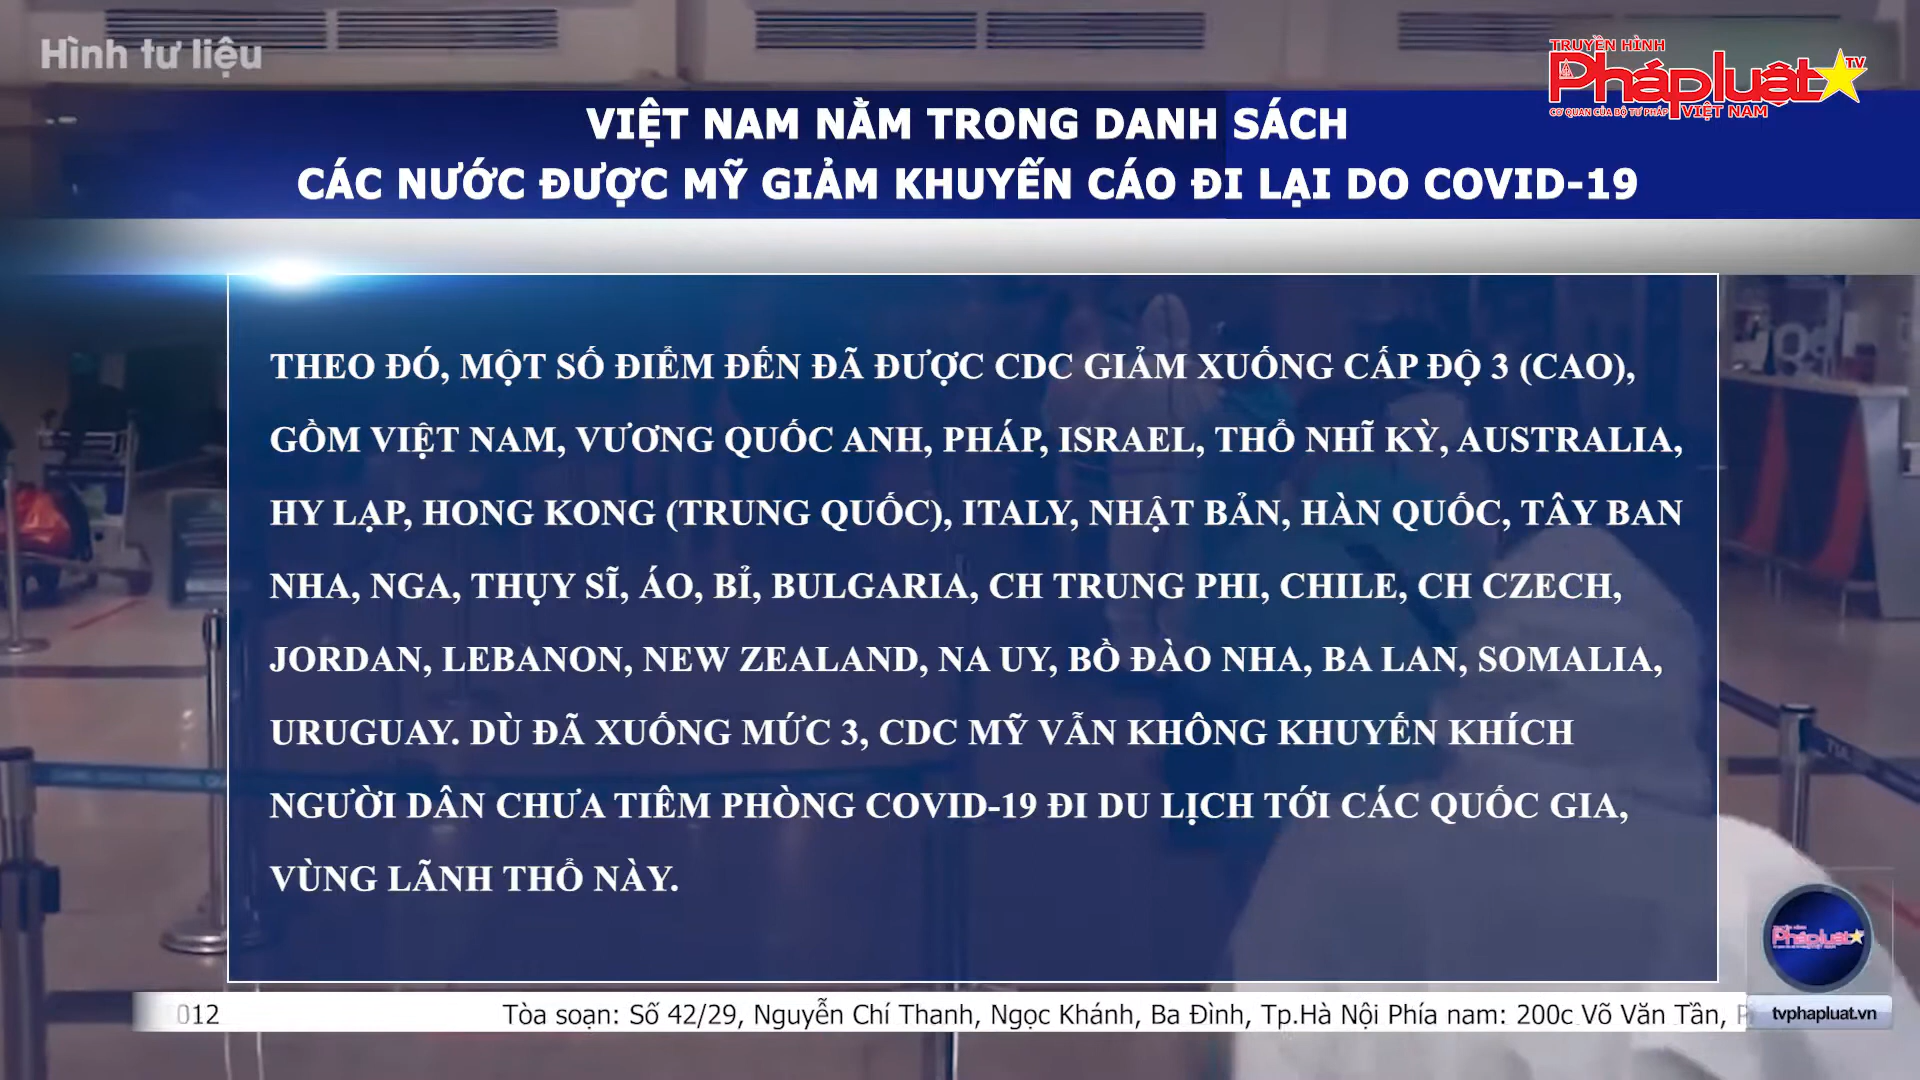 Hình tư liệu
TRUYỀN HÌNH
Pháp luật TV
CƠ QUAN CỦA BỘ TƯ PHÁP VIỆT NAM
VIỆT NAM NẰM TRONG DANH SÁCH
CÁC NƯỚC ĐƯỢC MỸ GIẢM KHUYẾN CÁO ĐI LẠI DO COVID-19
THEO ĐÓ, MỘT SỐ ĐIỂM ĐẾN ĐÃ ĐƯỢC CDC GIẢM XUỐNG CẤP ĐỘ 3 (CAO),
GỒM VIỆT NAM, VƯƠNG QUỐC ANH, PHÁP, ISRAEL, THỔ NHĨ KỲ, AUSTRALIA,
HY LẠP, HONG KONG (TRUNG QUỐC), ITALY, NHẬT BẢN, HÀN QUỐC, TÂY BAN
NHA, NGA, THỤY SĨ, ÁO, BỈ, BULGARIA, CH TRUNG PHI, CHILE, CH CZECH,
JORDAN, LEBANON, NEW ZEALAND, NA UY, BỒ ĐÀO NHA, BA LAN, SOMALIA,
URUGUAY. DÙ ĐÃ XUỐNG MỨC 3, CDC MỸ VẪN KHÔNG KHUYẾN KHÍCH
NGƯỜI DÂN CHƯA TIÊM PHÒNG COVID-19 ĐI DU LỊCH TỚI CÁC QUỐC GIA,
VÙNG LÃNH THỔ NÀY.
Pháp luật
012 Tòa soạn: Số 42/29, Nguyễn Chí Thanh, Ngọc Khánh, Ba Đình, Tp.Hà Nội Phía nam: 200c Võ Văn Tần,
tvphapluat.vn